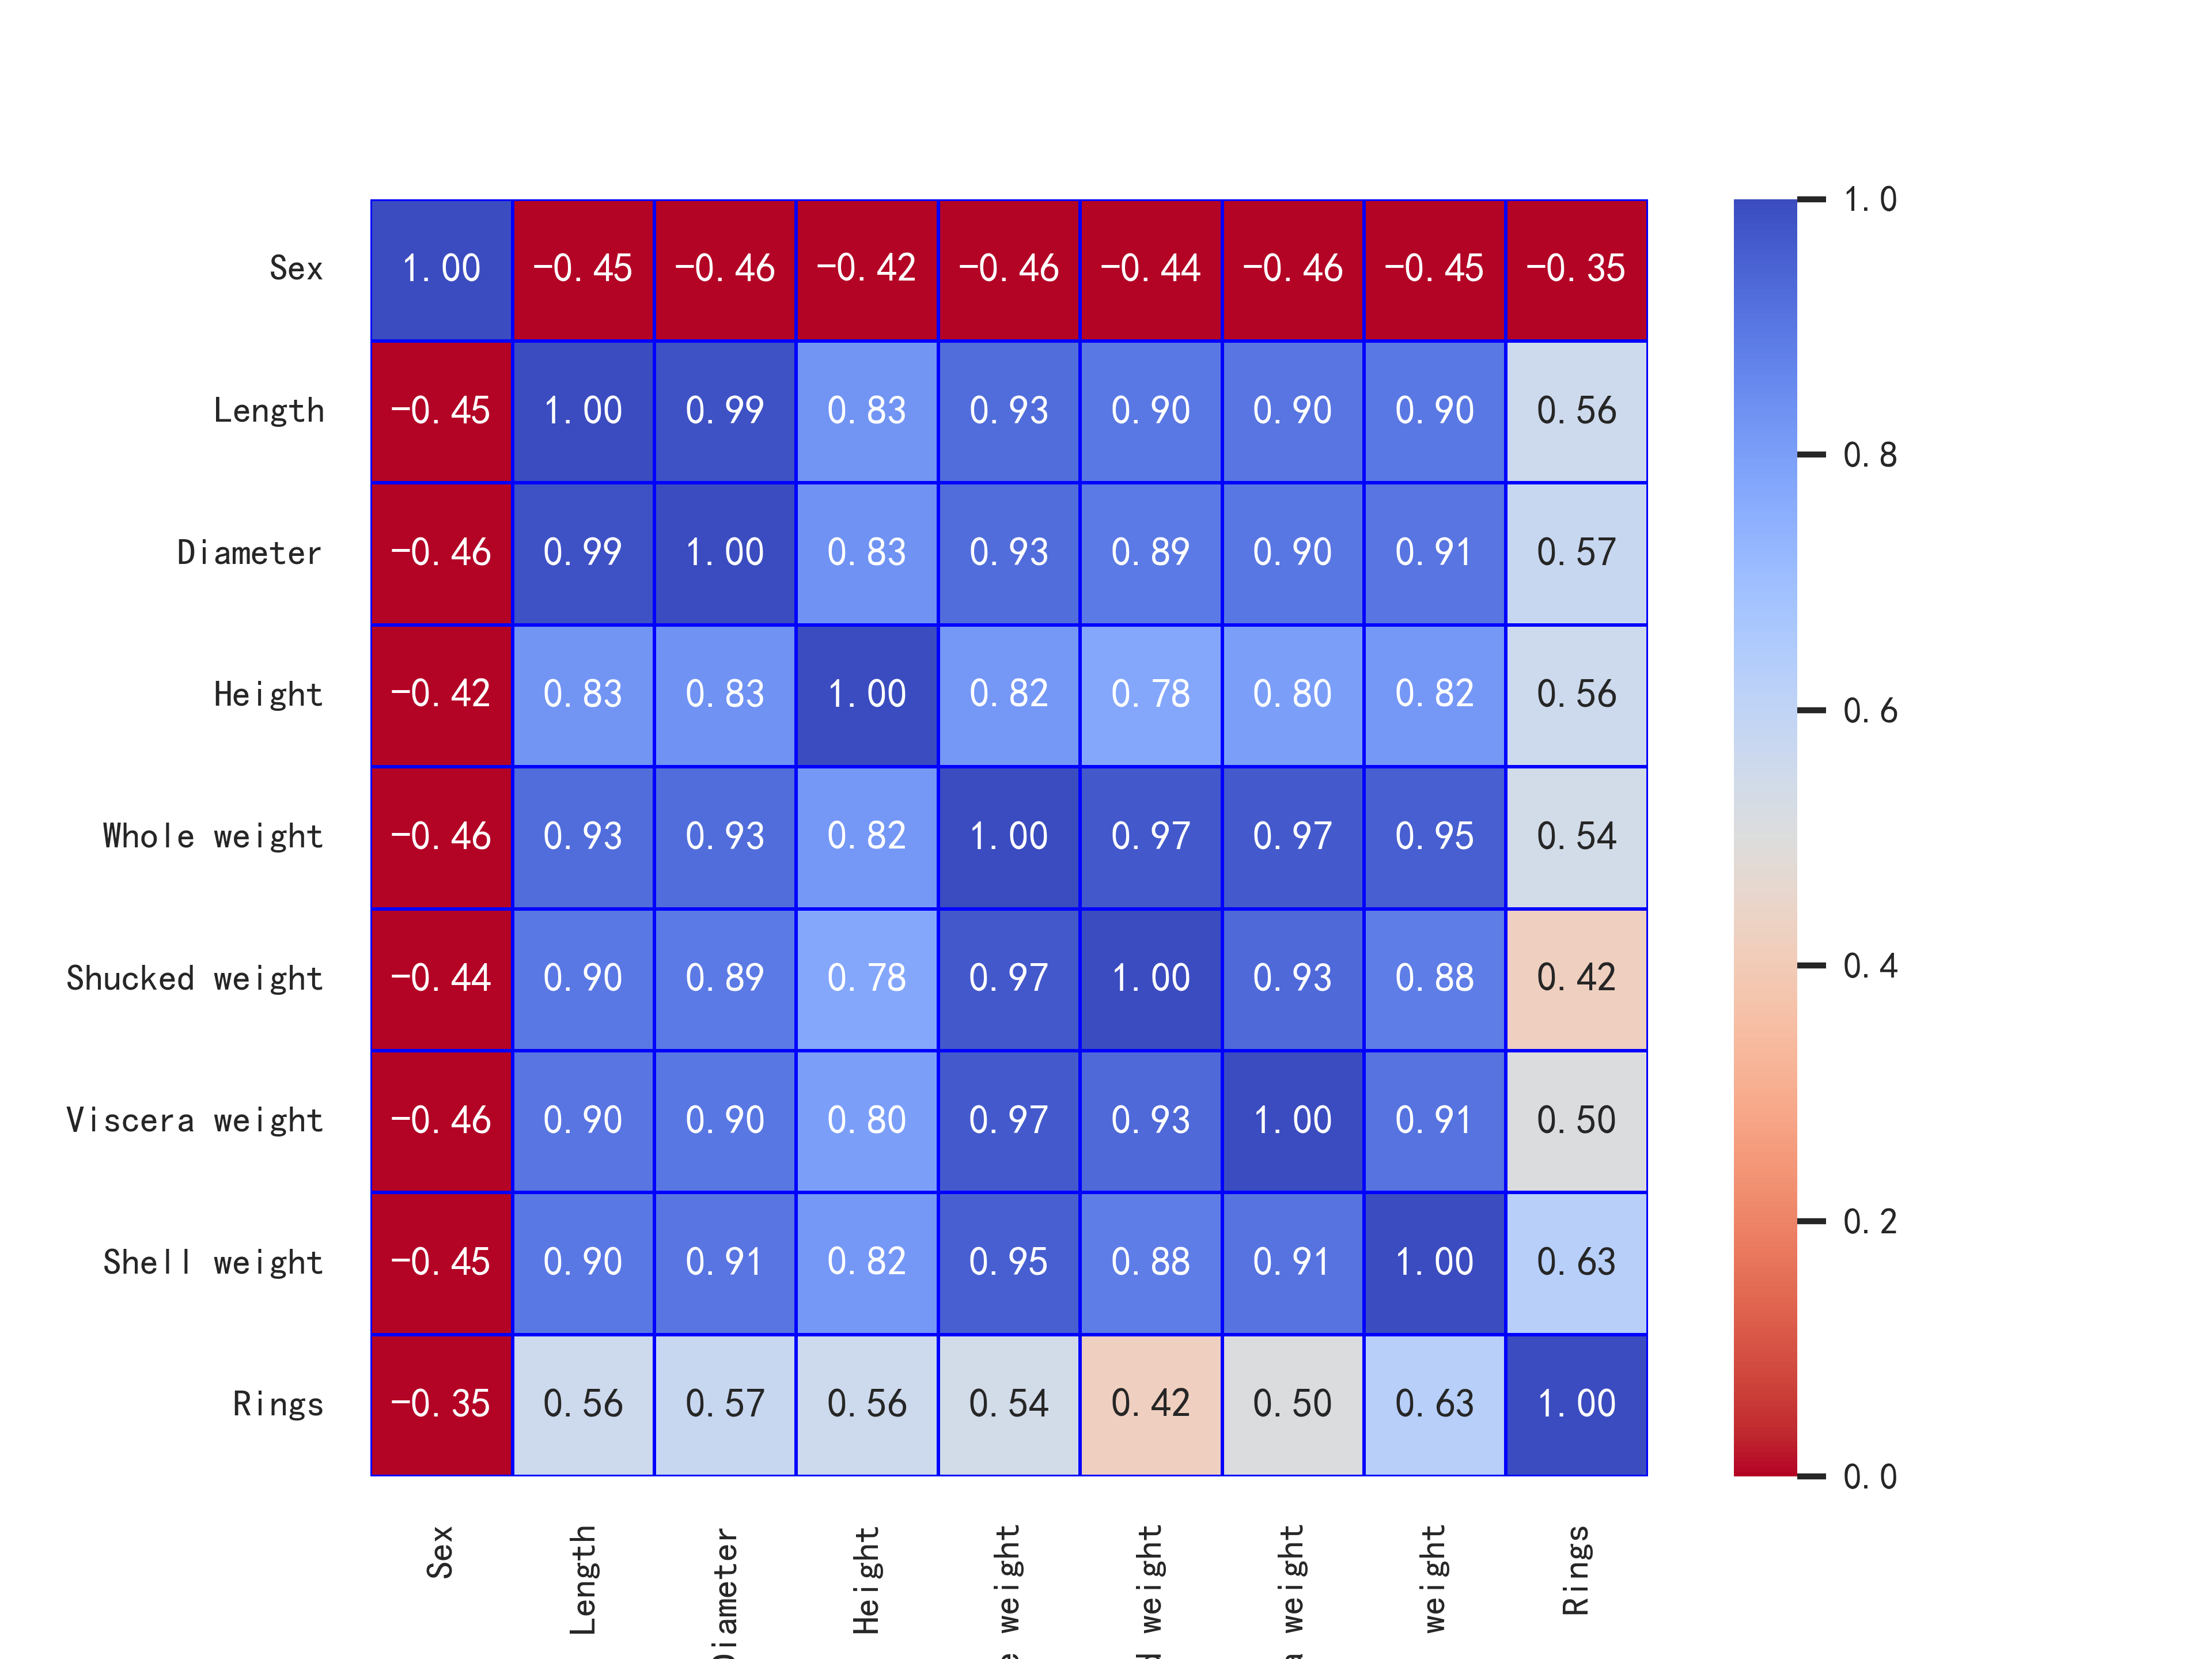 Sex 1.00 −0.45 −0.46 −0.42 −0.46 −0.44 −0.46 −0.45 −0.35
Length −0.45 1.00 0.99 0.83 0.93 0.90 0.90 0.90 0.56
Diameter −0.46 0.99 1.00 0.83 0.93 0.89 0.90 0.91 0.57
Height −0.42 0.83 0.83 1.00 0.82 0.78 0.80 0.82 0.56
Whole weight −0.46 0.93 0.93 0.82 1.00 0.97 0.97 0.95 0.54
Shucked weight −0.44 0.90 0.89 0.78 0.97 1.00 0.93 0.88 0.42
Viscera weight −0.46 0.90 0.90 0.80 0.97 0.93 1.00 0.91 0.50
Shell weight −0.45 0.90 0.91 0.82 0.95 0.88 0.91 1.00 0.63
Rings −0.35 0.56 0.57 0.56 0.54 0.42 0.50 0.63 1.00
Sex
Length
Diameter
Height
weight
weight
weight
weight
Rings
1.0
0.8
0.6
0.4
0.2
0.0